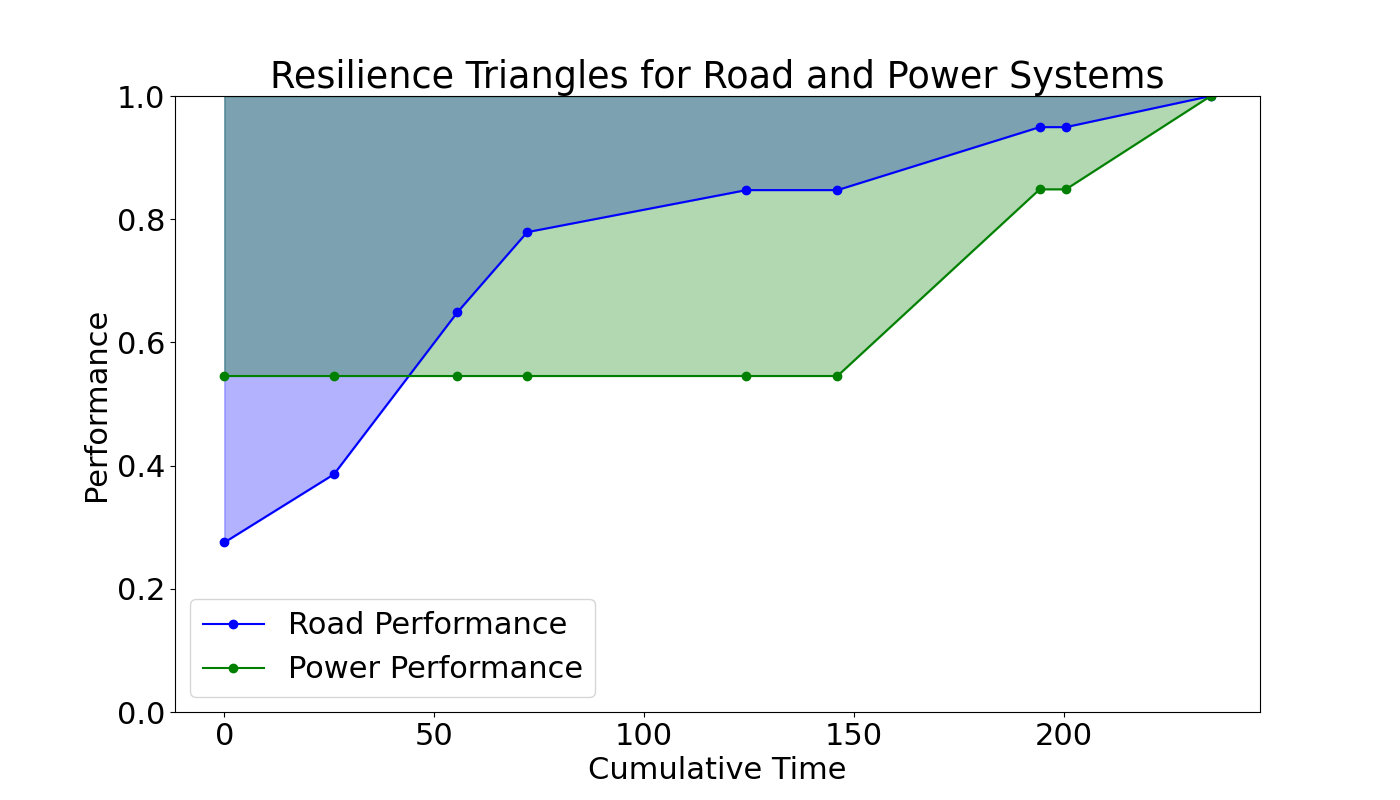 Resilience Triangles for Road and Power Systems
1.0
0.8
0.6
0.4
0.2
0.0
Performance
Road Performance
Power Performance
0 50 100 150 200
Cumulative Time